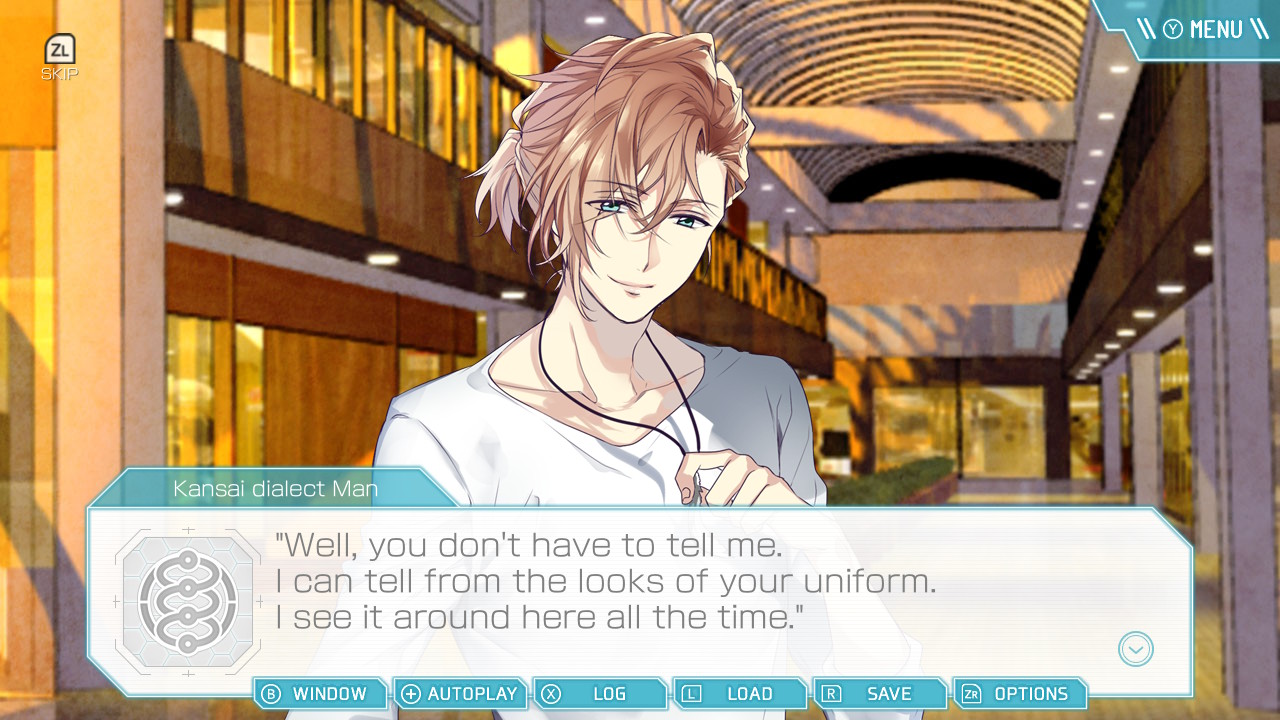 ZL
SKIP
Y MENU
Kansai dialect Man
"Well, you don't have to tell me.
I can tell from the looks of your uniform.
I see it around here all the time."
B WINDOW
+ AUTOPLAY
X LOG
L LOAD
R SAVE
ZR OPTIONS